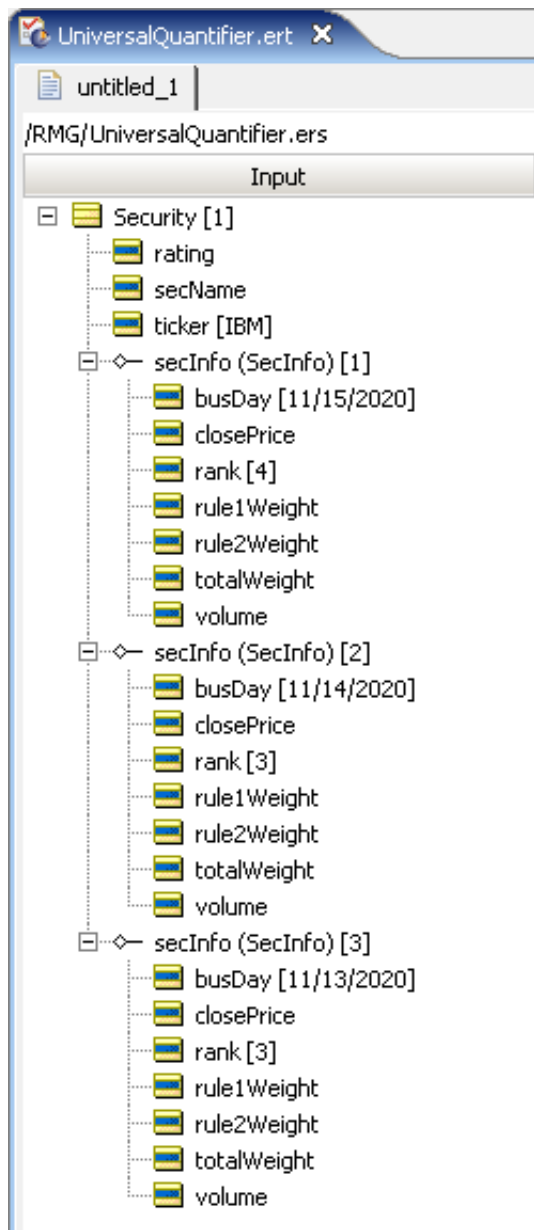 UniversalQuantifier.ert
untitled_1
/RMG/UniversalQuantifier.ers
Input
Security [1]
rating
secName
ticker [IBM]
secInfo (SecInfo) [1]
busDay [11/15/2020]
closePrice
rank [4]
rule1Weight
rule2Weight
totalWeight
volume
secInfo (SecInfo) [2]
busDay [11/14/2020]
closePrice
rank [3]
rule1Weight
rule2Weight
totalWeight
volume
secInfo (SecInfo) [3]
busDay [11/13/2020]
closePrice
rank [3]
rule1Weight
rule2Weight
totalWeight
volume